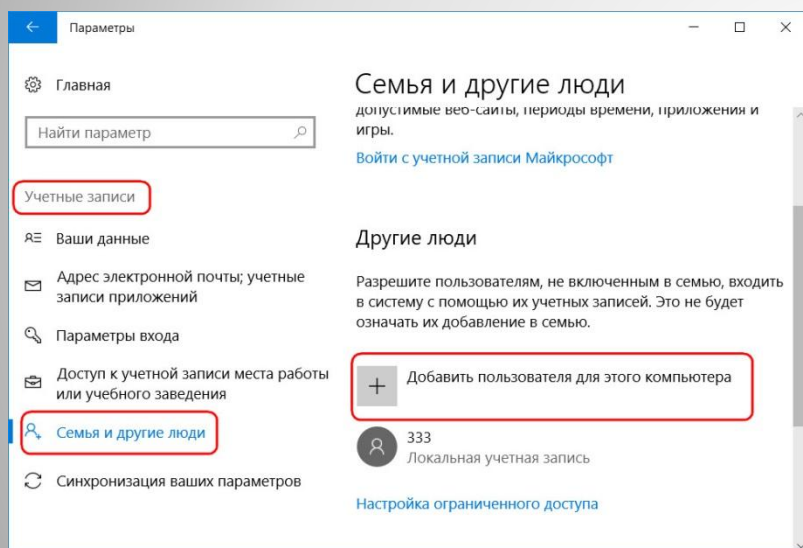 Параметры
Главная
Найти параметр
Учетные записи
Ваши данные
Адрес электронной почты; учетные
записи приложений
Параметры входа
Доступ к учетной записи места работы
или учебного заведения
Семья и другие люди
Синхронизация ваших параметров
Семья и другие люди
допустимые веб-сайты, периоды времени, приложения и
игры.
Войти с учетной записи Майкрософт
Другие люди
Разрешите пользователям, не включенным в семью, входить
в систему с помощью их учетных записей. Это не будет
означать их добавление в семью.
Добавить пользователя для этого компьютера
333
Локальная учетная запись
Настройка ограниченного доступа